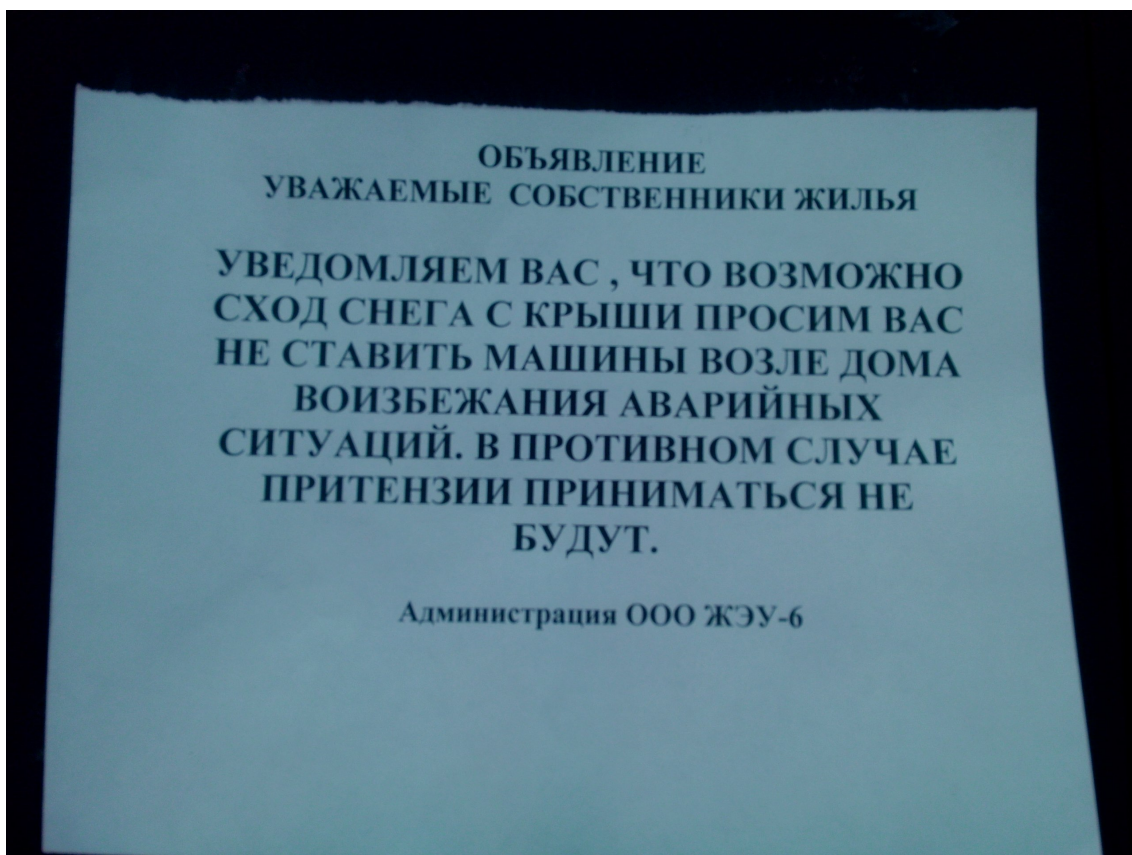 ОБЪЯВЛЕНИЕ
УВАЖАЕМЫЕ СОБСТВЕННИКИ ЖИЛЬЯ
УВЕДОМЛЯЕМ ВАС , ЧТО ВОЗМОЖНО
СХОД СНЕГА С КРЫШИ ПРОСИМ ВАС
НЕ СТАВИТЬ МАШИНЫ ВОЗЛЕ ДОМА
ВОИЗБЕЖАНИЯ АВАРИЙНЫХ
СИТУАЦИЙ. В ПРОТИВНОМ СЛУЧАЕ
ПРИТЕНЗИИ ПРИНИМАТЬСЯ НЕ
БУДУТ.
Администрация ООО ЖЭУ-6